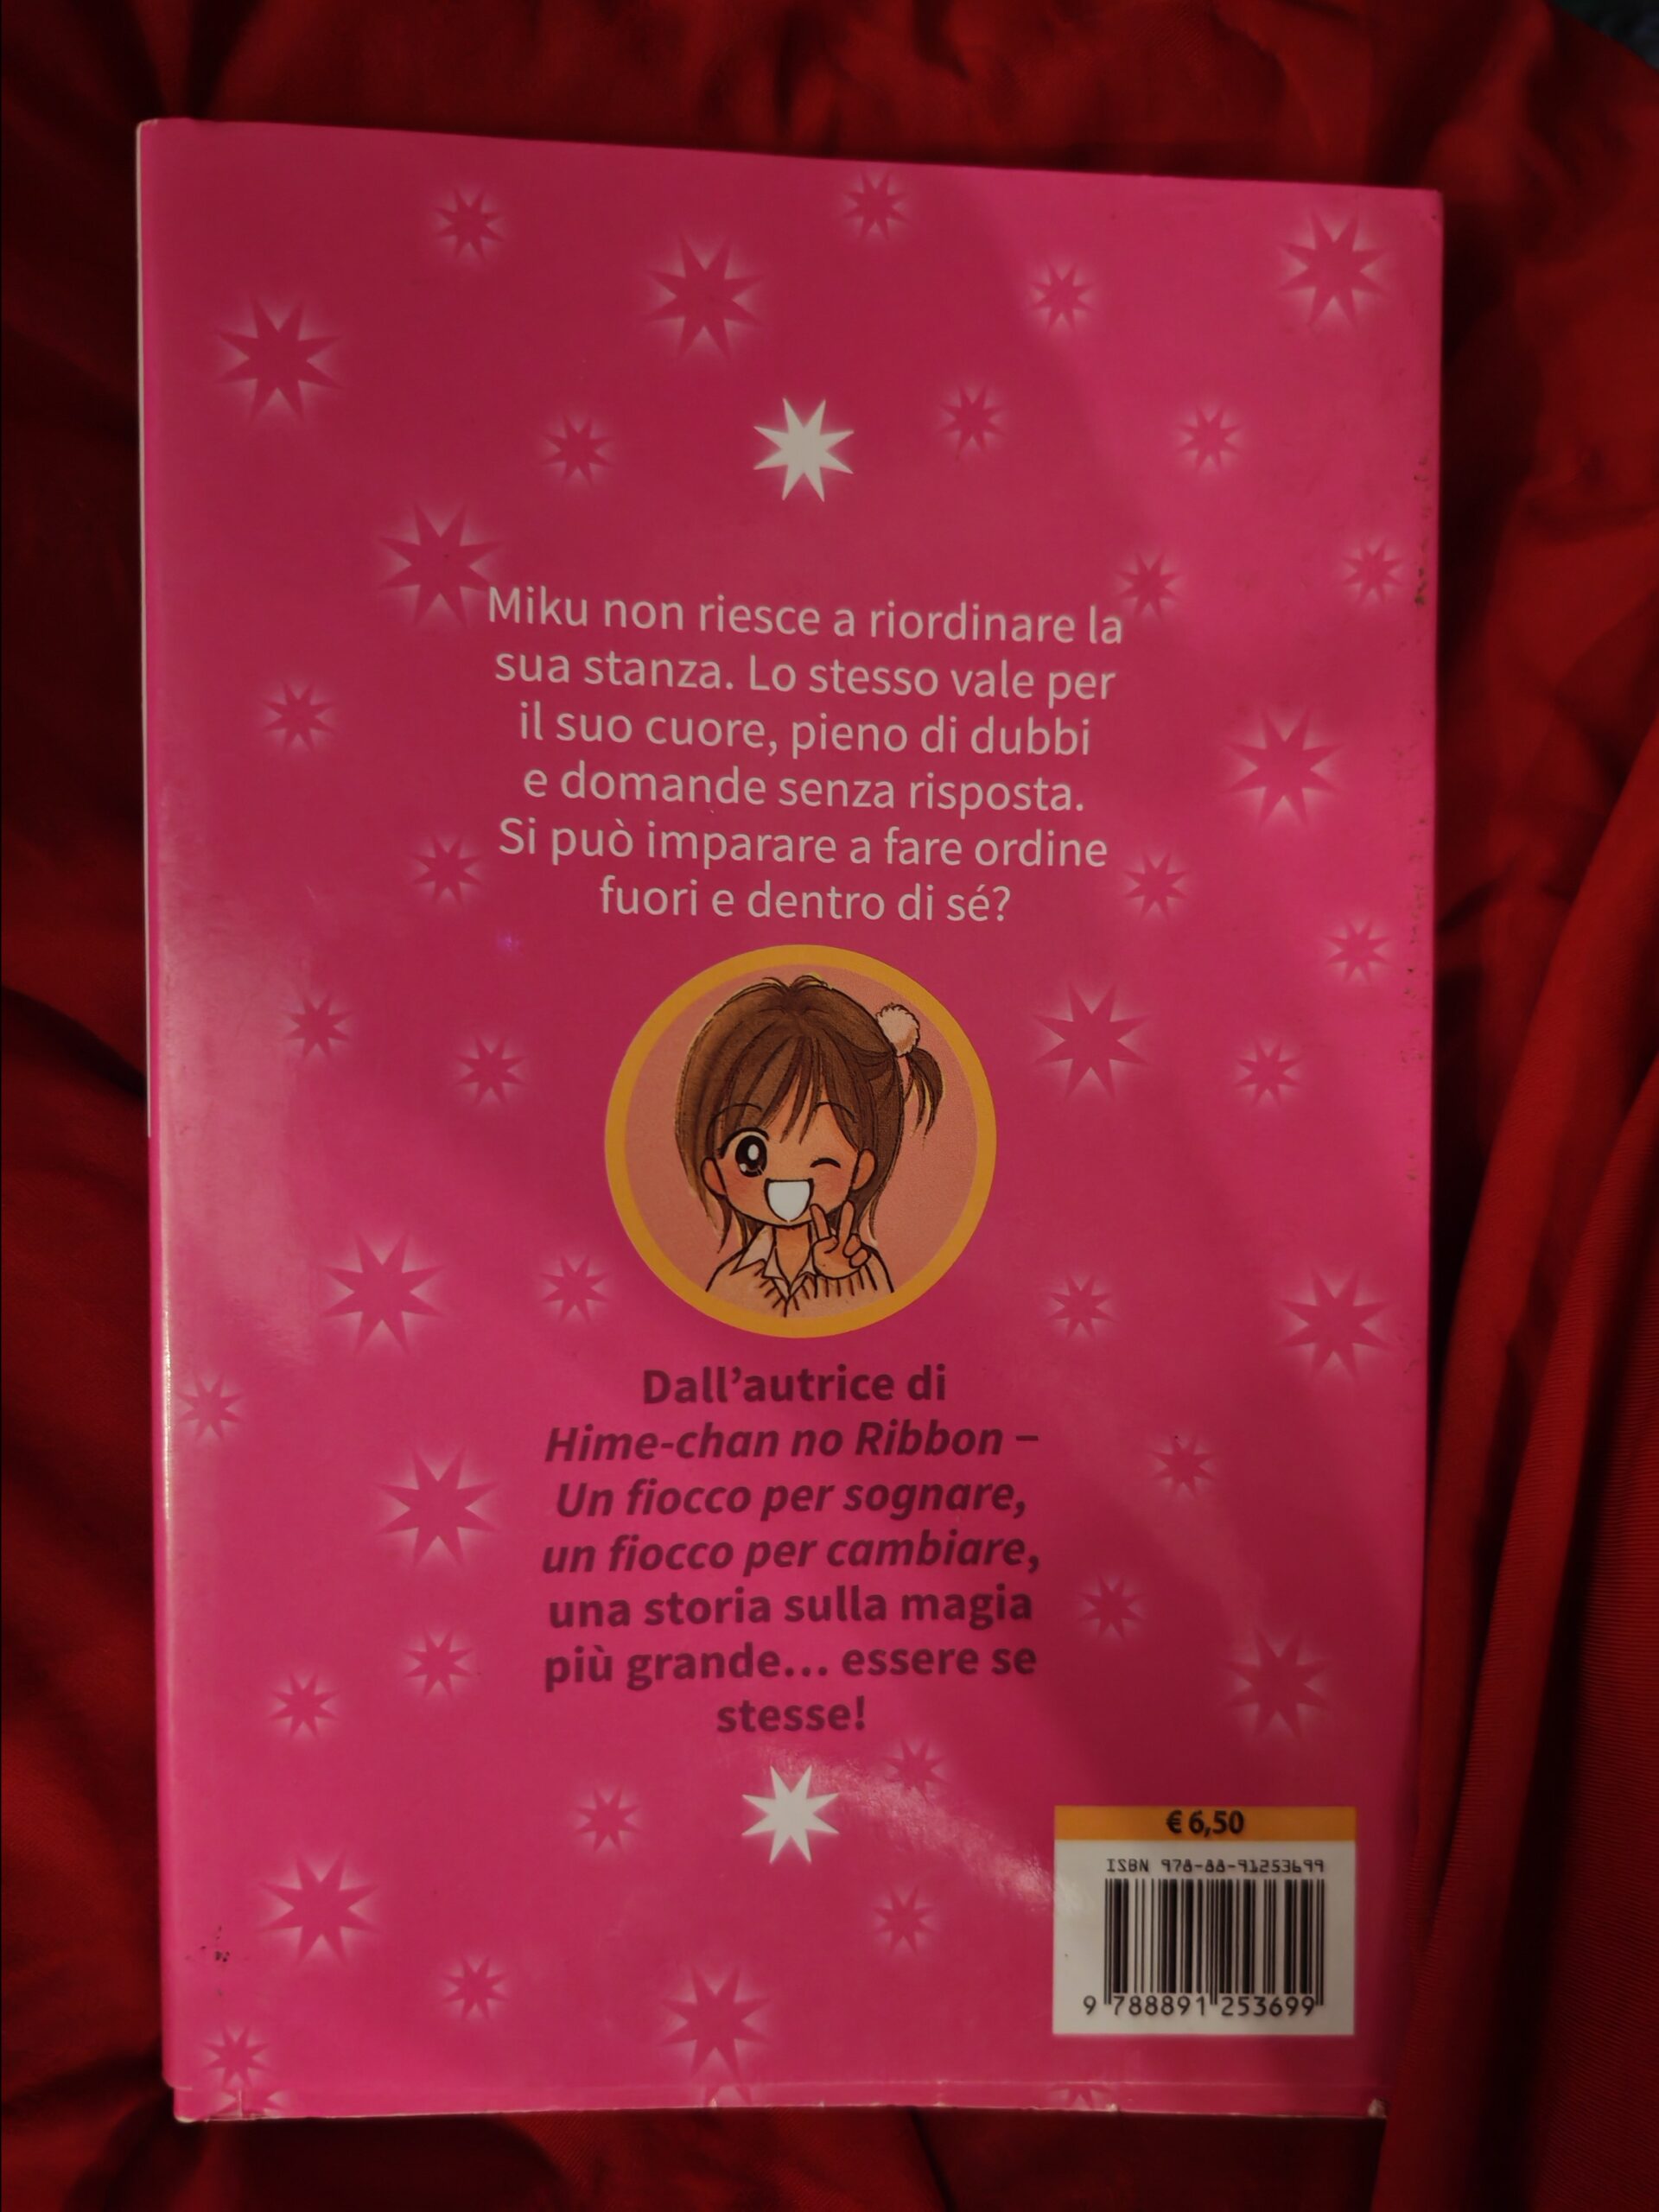 Miku non riesce a riordinare la
sua stanza. Lo stesso vale per
il suo cuore, pieno di dubbi
e domande senza risposta.
Si può imparare a fare ordine
fuori e dentro di sé?
Dall’autrice di
Hime-chan no Ribbon –
Un fiocco per sognare,
un fiocco per cambiare,
una storia sulla magia
più grande... essere se
stesse!
€ 6,50
ISBN 978-88-91253699
9 788891 253699